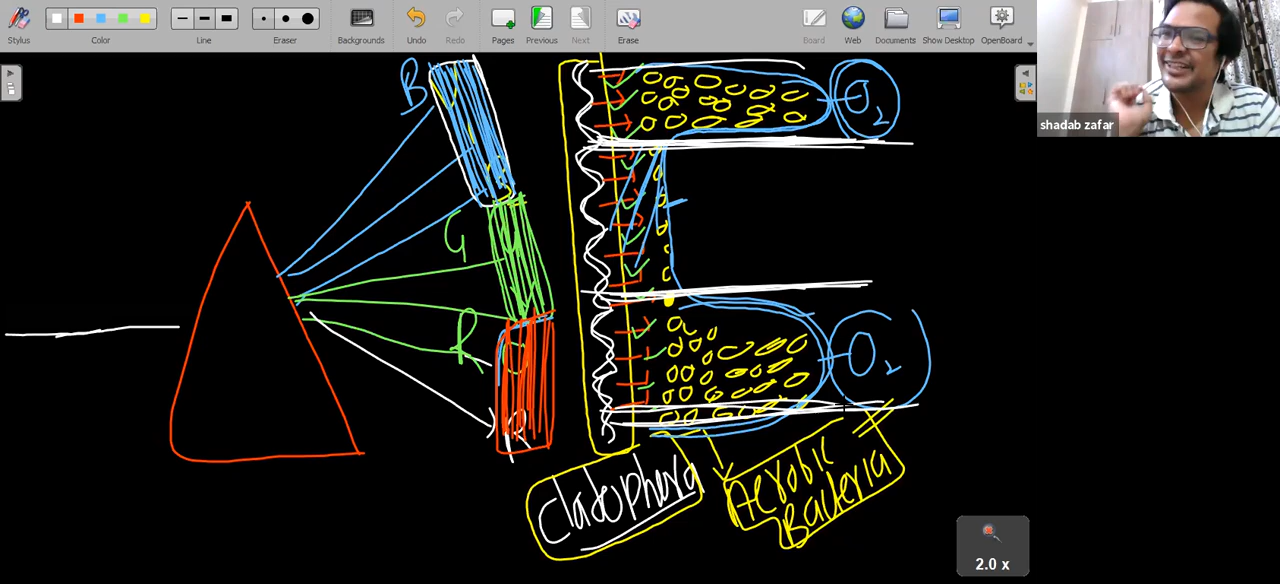 Stylus
Color
Line
Eraser
Backgrounds
Undo
Redo
Pages
Previous
Next
Erase
Board
Web
Documents
Show Desktop
OpenBoard
shadab zafar
B
O2
G
R
O2
R
Cladophora
Aerobic
Bacteria
2.0 x